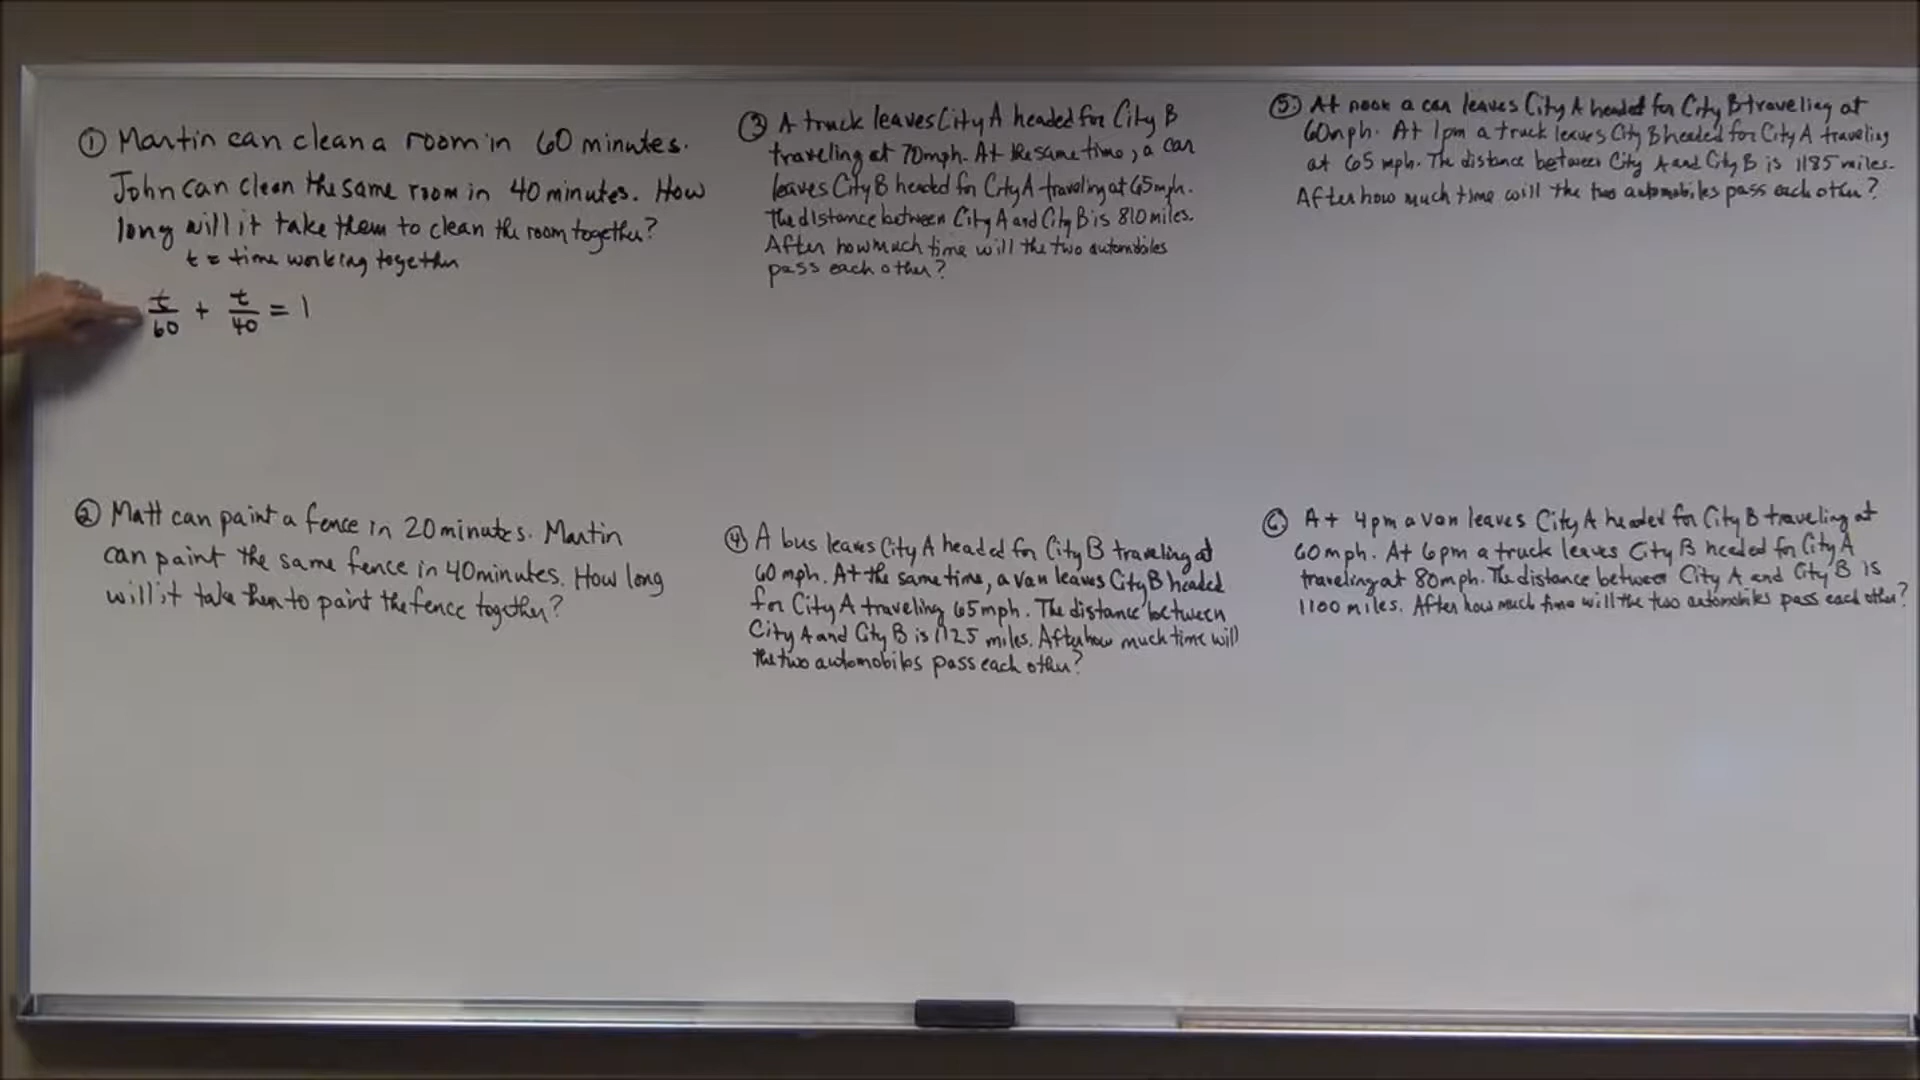 ① Martin can clean a room in 60 minutes.
John can clean the same room in 40 minutes. How
long will it take them to clean the room together?
t = time working together
t/60 + t/40 = 1
② Matt can paint a fence in 20 minutes. Martin
can paint the same fence in 40 minutes. How long
will it take them to paint the fence together?
③ A truck leaves City A headed for City B
traveling at 70mph. At the same time, a car
leaves City B headed for City A traveling at 65mph.
The distance between City A and City B is 810 miles.
After how much time will the two automobiles
pass each other?
④ A bus leaves City A headed for City B traveling at
60 mph. At the same time, a van leaves City B headed
for City A traveling 65mph. The distance between
City A and City B is 1125 miles. After how much time will
the two automobiles pass each other?
⑤ At noon a car leaves City A headed for City B traveling at
60mph. At 1pm a truck leaves City B headed for City A traveling
at 65 mph. The distance between City A and City B is 1185 miles.
After how much time will the two automobiles pass each other?
⑥ At 4pm a van leaves City A headed for City B traveling at
60mph. At 6pm a truck leaves City B headed for City A
traveling at 80mph. The distance between City A and City B is
1100 miles. After how much time will the two automobiles pass each other?